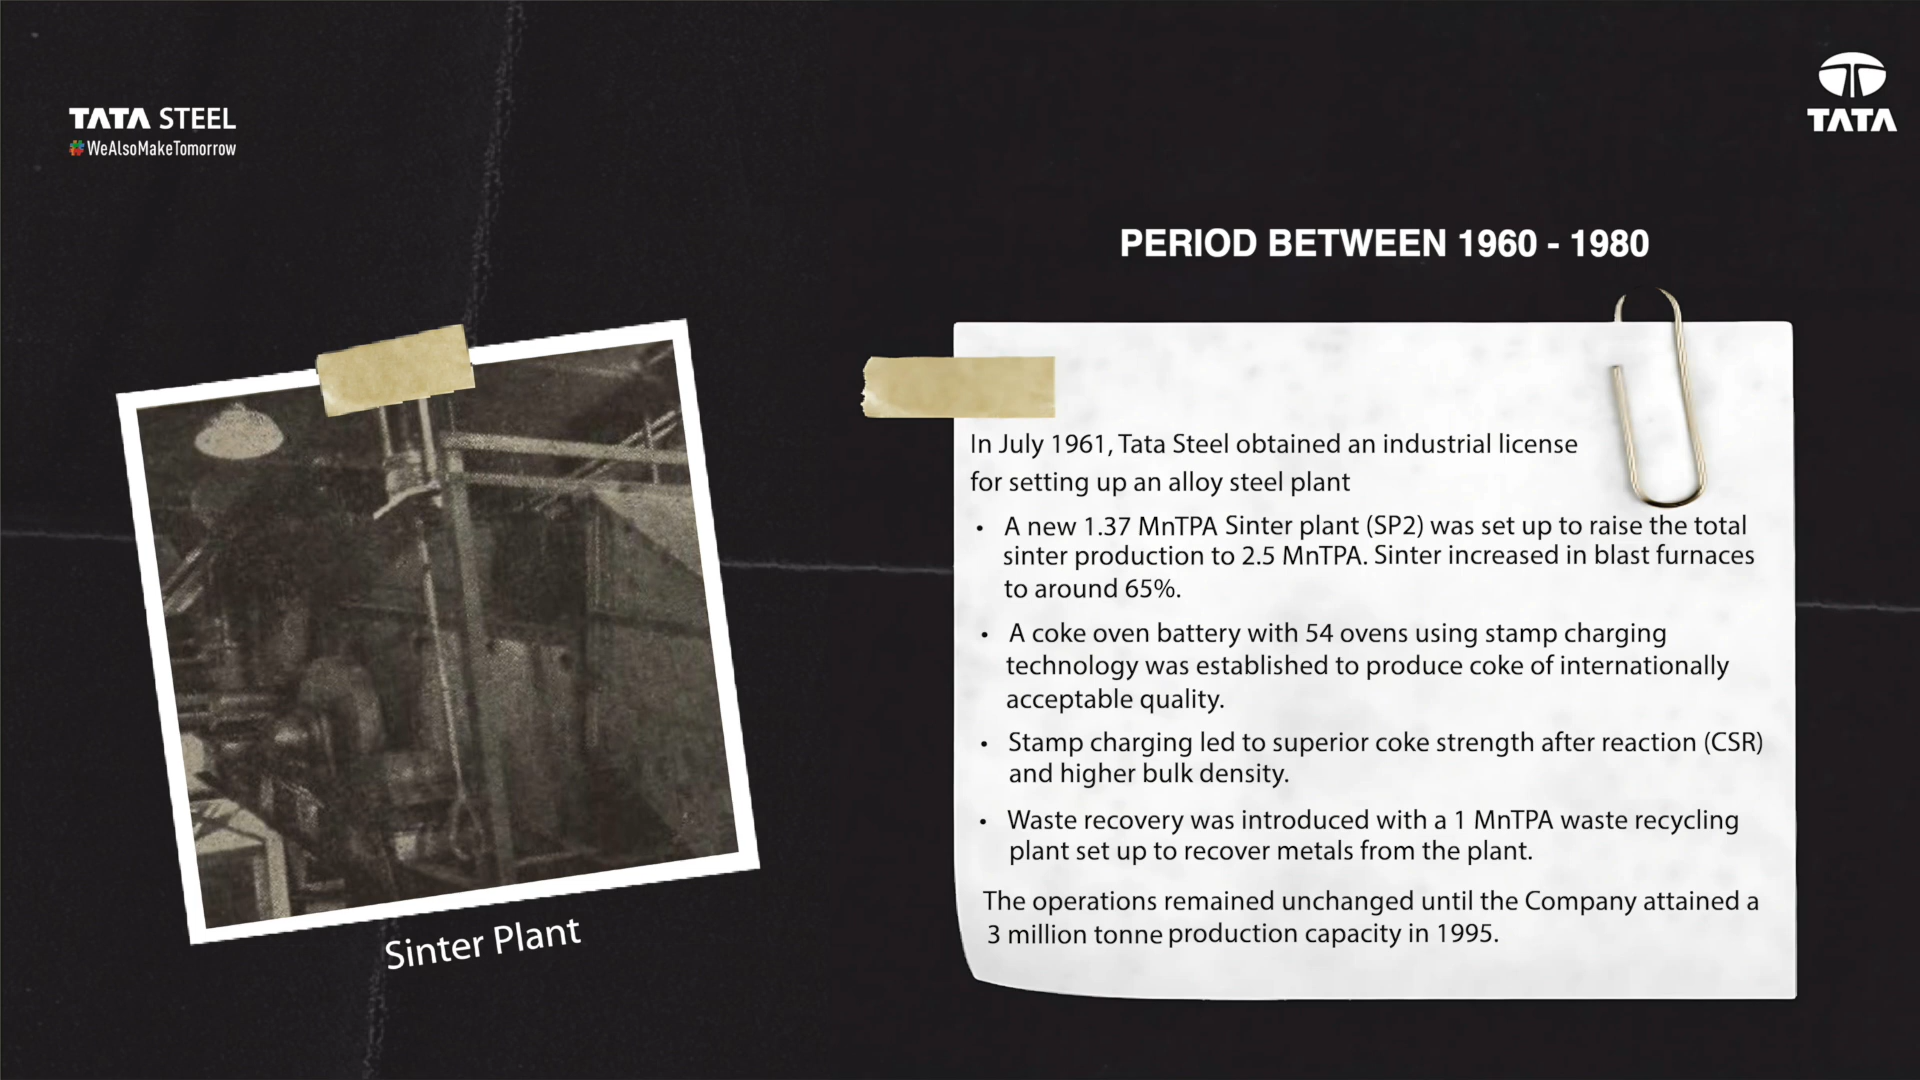 TATA STEEL
#WeAlsoMakeTomorrow
TATA
PERIOD BETWEEN 1960 - 1980
In July 1961, Tata Steel obtained an industrial license
for setting up an alloy steel plant
• A new 1.37 MnTPA Sinter plant (SP2) was set up to raise the total
sinter production to 2.5 MnTPA. Sinter increased in blast furnaces
to around 65%.
• A coke oven battery with 54 ovens using stamp charging
technology was established to produce coke of internationally
acceptable quality.
• Stamp charging led to superior coke strength after reaction (CSR)
and higher bulk density.
• Waste recovery was introduced with a 1 MnTPA waste recycling
plant set up to recover metals from the plant.
The operations remained unchanged until the Company attained a
3 million tonne production capacity in 1995.
Sinter Plant